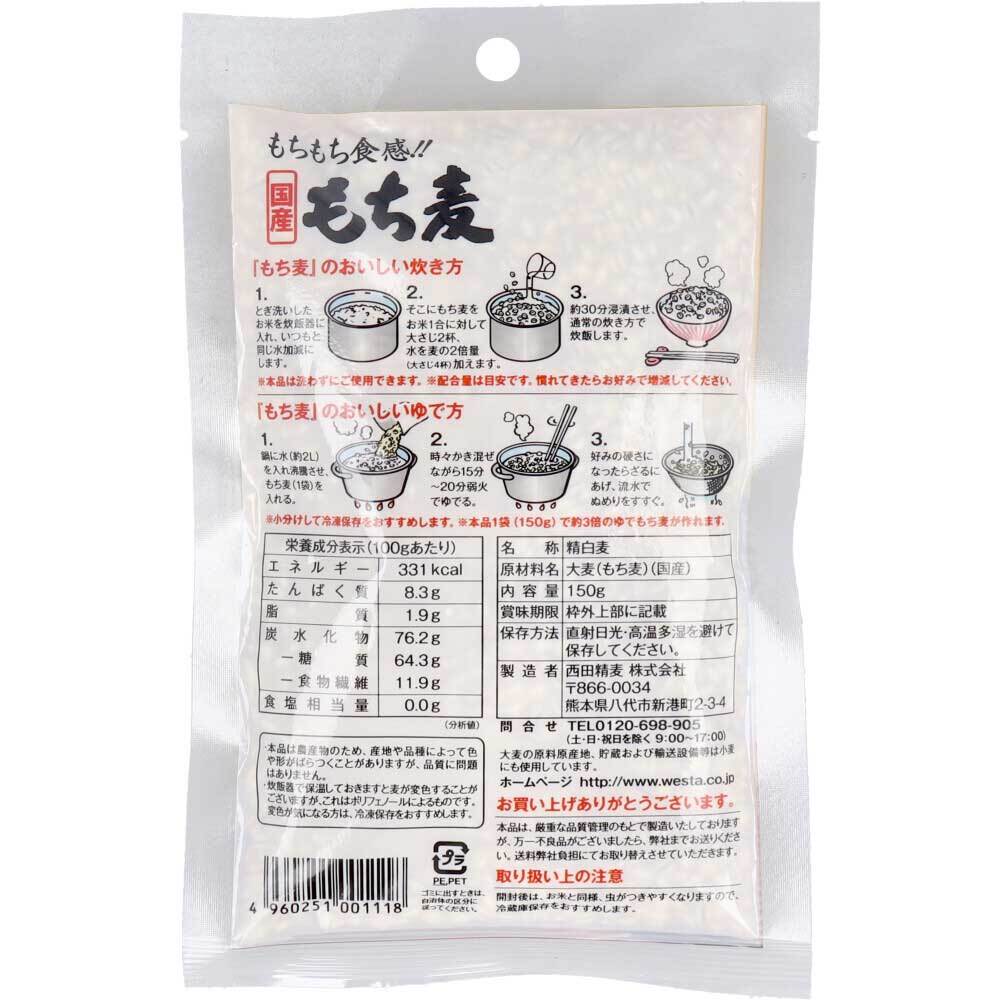 もちもち食感!!
国産
もち麦
『もち麦』のおいしい炊き方
1.
とぎ洗いした
お米を炊飯器に
入れ、いつもと
同じ水加減に
します。
2.
そこにもち麦を
お米1合に対して
大さじ2杯、
水を麦の2倍量
(大さじ4杯)加えます。
3.
約30分浸漬させ、
通常の炊き方で
炊飯します。
※本品は洗わずにご使用できます。※配合量は目安です。慣れてきたらお好みで増減してください。
『もち麦』のおいしいゆで方
1.
鍋に水(約2L)
を入れ沸騰させ、
もち麦(1袋)を
入れる。
2.
時々かき混ぜ
ながら15分
~20分弱火
でゆでる。
3.
好みの硬さに
なったらざるに
あげ、流水で
ぬめりをすすぐ。
※小分けして冷凍保存をおすすめします。※本品1袋(150g)で約3倍のゆでもち麦が作れます。
栄養成分表示(100gあたり)
エネルギー 331kcal
たんぱく質 8.3g
脂質 1.9g
炭水化物 76.2g
ー糖質 64.3g
ー食物繊維 11.9g
食塩相当量 0.0g
(分析値)
・本品は農産物のため、産地や品種によって色
や形がばらつくことがありますが、品質に問題
はありません。
・炊飯器で保温しておきますと麦が変色することが
ございますが、これはポリフェノールによるものです。
変色が気になる方は、冷凍保存をおすすめします。
名称 精白麦
原材料名 大麦(もち麦)(国産)
内容量 150g
賞味期限 枠外上部に記載
保存方法 直射日光・高温多湿を避けて
保存してください。
製造者 西田精麦 株式会社
〒866-0034
熊本県八代市新港町2-3-4
問合せ TEL0120-698-905
(土・日・祝日を除く 9:00~17:00)
大麦の原料原産地、貯蔵および輸送設備等は小麦
にも使用しています。
ホームページ http://www.westa.co.jp
お買い上げありがとうございます。
本品は、厳重な品質管理のもとで製造いたしております
が、万一不良品がございましたら、弊社までお送りくださ
い。送料弊社負担にてお取り替えさせていただきます。
取り扱い上の注意
開封後は、お米と同様、虫がつきやすくなりますので、
冷蔵庫保存をおすすめします。
プラ
PE,PET
ゴミに出すときは、
自治体の区分に
従ってください。
4 960251 001118